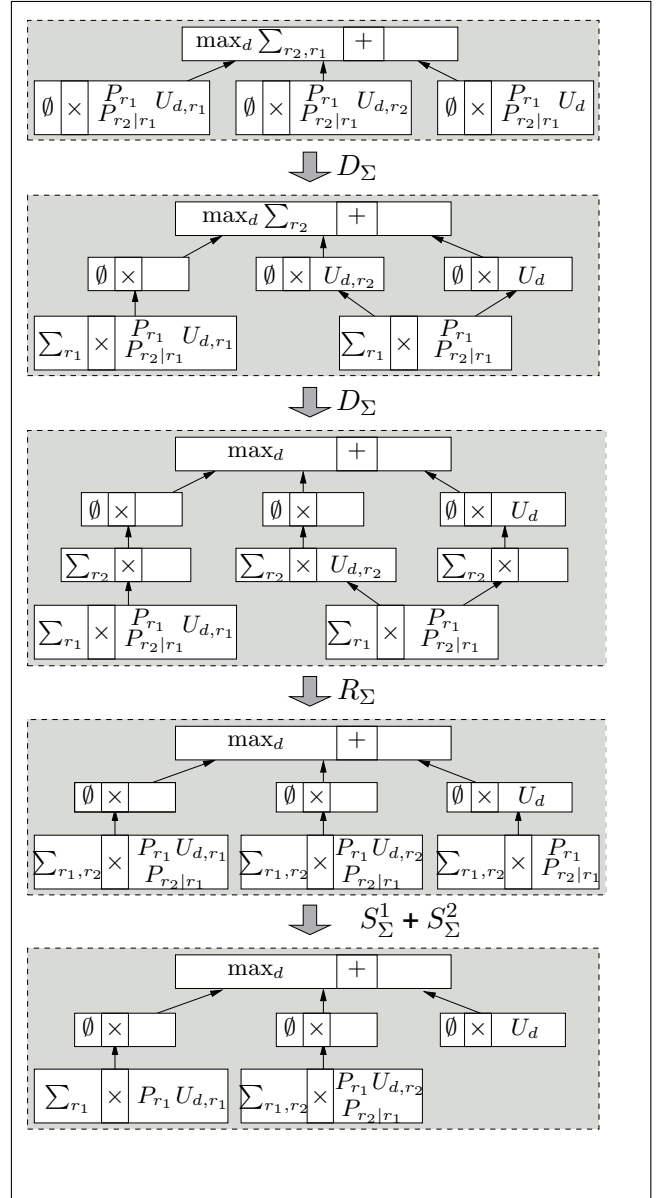 max_d ∑_{r_2,r_1} +
∅ × P_{r_1} P_{r_2|r_1} U_{d,r_1} ∅ × P_{r_1} P_{r_2|r_1} U_{d,r_2} ∅ × P_{r_1} P_{r_2|r_1} U_d
D_Σ
max_d ∑_{r_2} +
∅ × ∅ × U_{d,r_2} ∅ × U_d
∑_{r_1} × P_{r_1} P_{r_2|r_1} U_{d,r_1} ∑_{r_1} × P_{r_1} P_{r_2|r_1}
D_Σ
max_d +
∅ × ∅ × ∅ × U_d
∑_{r_2} × ∑_{r_2} × U_{d,r_2} ∑_{r_2} ×
∑_{r_1} × P_{r_1} P_{r_2|r_1} U_{d,r_1} ∑_{r_1} × P_{r_1} P_{r_2|r_1}
R_Σ
max_d +
∅ × ∅ × ∅ × U_d
∑_{r_1,r_2} × P_{r_1} U_{d,r_1} P_{r_2|r_1} ∑_{r_1,r_2} × P_{r_1} U_{d,r_2} P_{r_2|r_1} ∑_{r_1,r_2} × P_{r_1} P_{r_2|r_1}
S^1_Σ + S^2_Σ
max_d +
∅ × ∅ × ∅ × U_d
∑_{r_1} × P_{r_1} U_{d,r_1} ∑_{r_1,r_2} × P_{r_1} U_{d,r_2} P_{r_2|r_1}